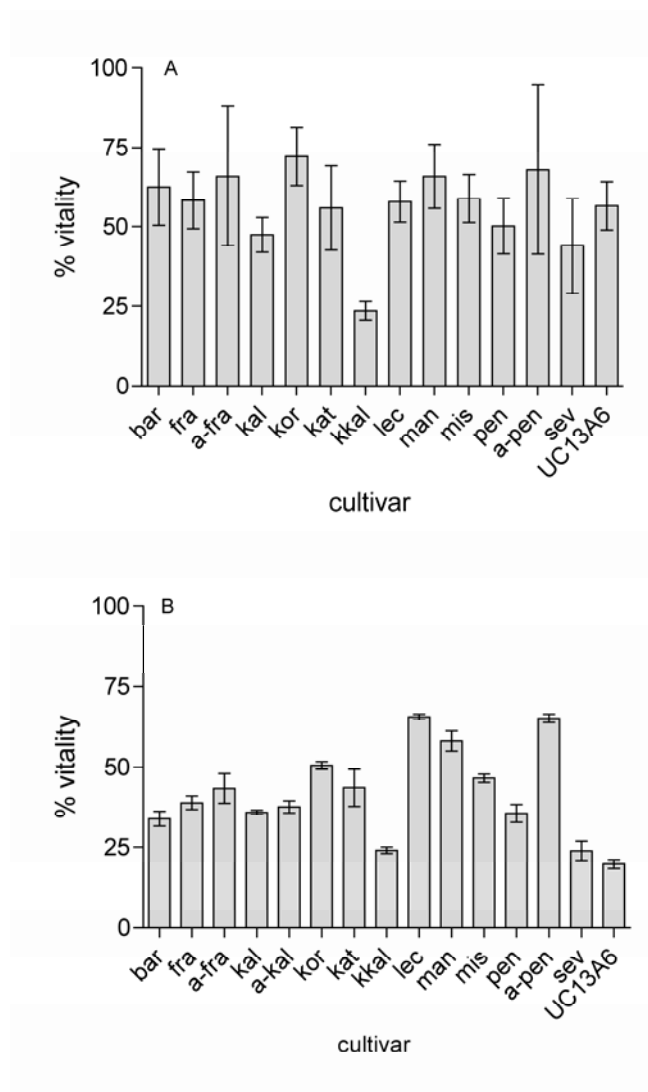 A
100
75
50
25
0
% vitality
bar fra a-fra kal kor kat kkal lec man mis pen a-pen sev UC13A6
cultivar
B
100
75
50
25
0
% vitality
bar fra a-fra kal a-kal kor kat kkal lec man mis pen a-pen sev UC13A6
cultivar